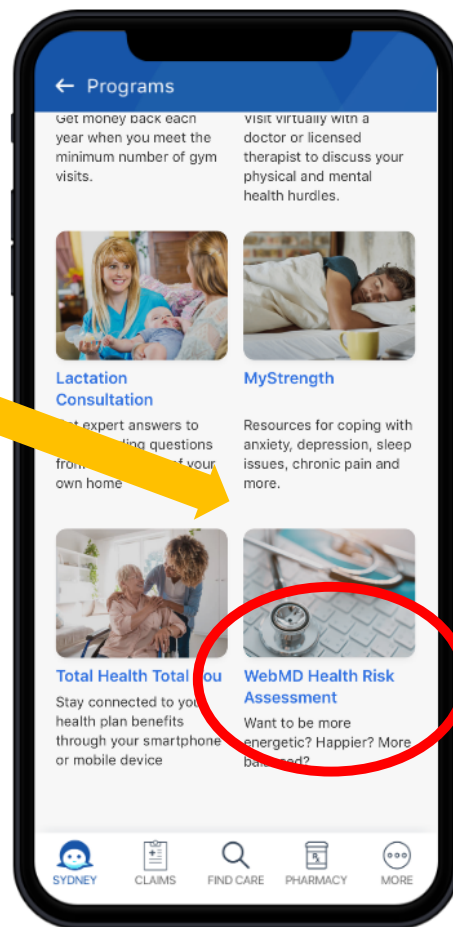 Programs
Get money back each
year when you meet the
minimum number of gym
visits.
Visit virtually with a
doctor or licensed
therapist to discuss your
physical and mental
health hurdles.
Lactation
Consultation
expert answers to
questions
your
own home
MyStrength
Resources for coping with
anxiety, depression, sleep
issues, chronic pain and
more.
Total Health Total You
Stay connected to your
health plan benefits
through your smartphone
or mobile device
WebMD Health Risk
Assessment
Want to be more
energetic? Happier? More
balanced?
SYDNEY
CLAIMS
FIND CARE
PHARMACY
MORE